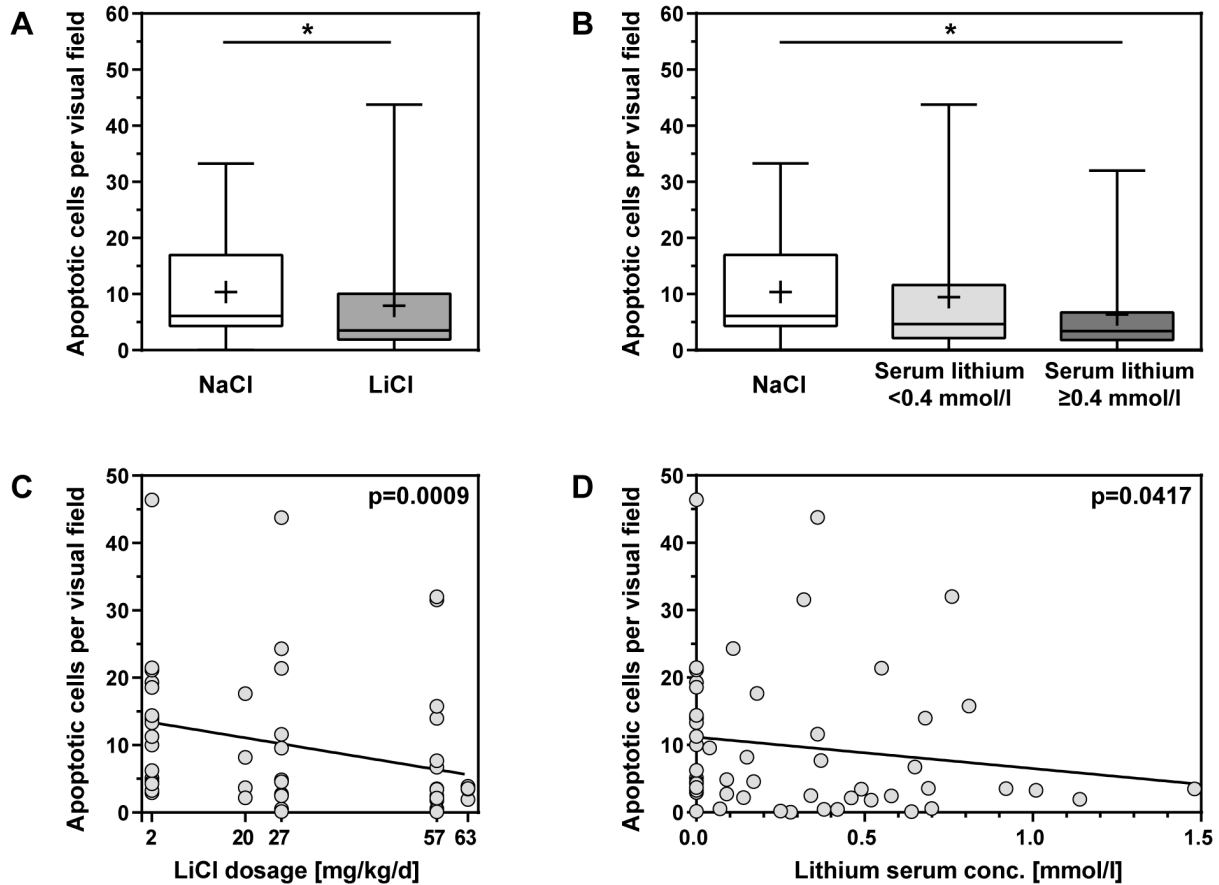 A
Apoptotic cells per visual field
60
50
40
30
20
10
0
*
NaCl
LiCl
B
Apoptotic cells per visual field
60
50
40
30
20
10
0
*
NaCl
Serum lithium
<0.4 mmol/l
Serum lithium
≥0.4 mmol/l
C
Apoptotic cells per visual field
50
40
30
20
10
0
p=0.0009
2 20 27 57 63
LiCl dosage [mg/kg/d]
D
Apoptotic cells per visual field
50
40
30
20
10
0
p=0.0417
0.0 0.5 1.0 1.5
Lithium serum conc. [mmol/l]